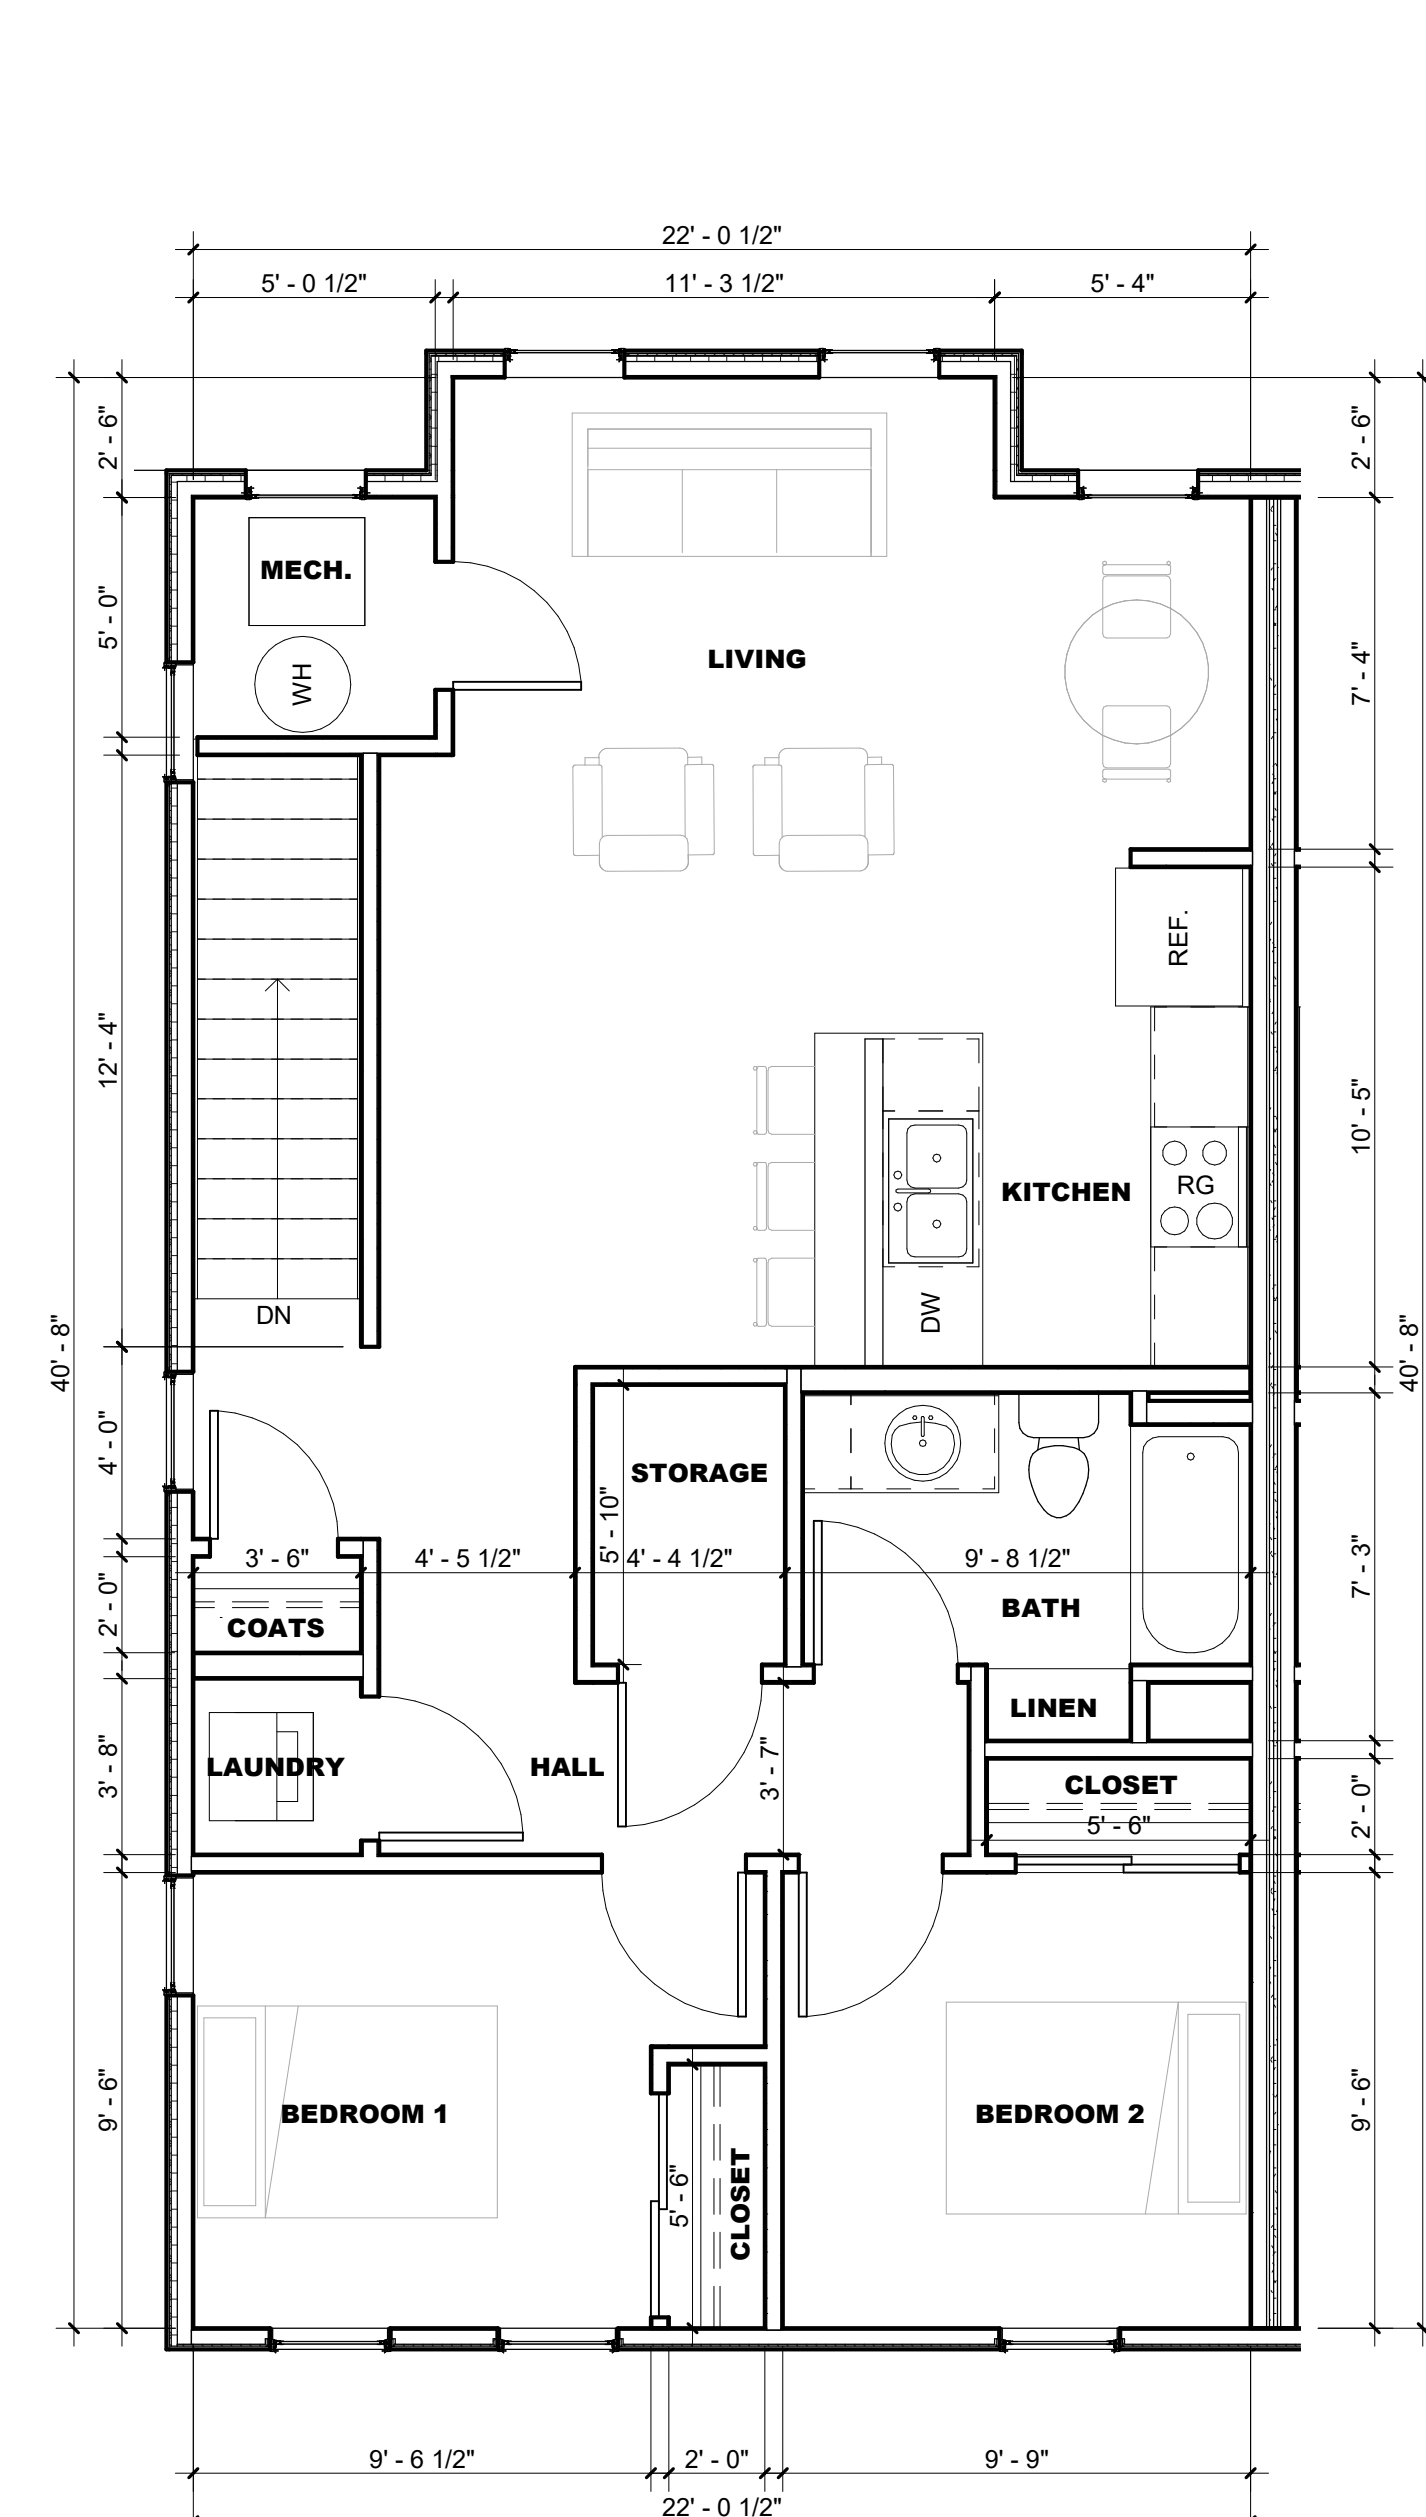 22' - 0 1/2"
5' - 0 1/2"
11' - 3 1/2"
5' - 4"
2' - 6"
2' - 6"
MECH.
5' - 0"
WH
LIVING
7' - 4"
REF.
12' - 4"
10' - 5"
KITCHEN
RG
DW
DN
40' - 8"
40' - 8"
4' - 0"
STORAGE
5' - 10"
3' - 6"
4' - 5 1/2"
4' - 4 1/2"
9' - 8 1/2"
7' - 3"
2' - 0"
COATS
BATH
LINEN
3' - 8"
LAUNDRY
HALL
3' - 7"
CLOSET
5' - 6"
2' - 0"
9' - 6"
BEDROOM 1
BEDROOM 2
9' - 6"
5' - 6"
CLOSET
9' - 6 1/2"
2' - 0"
9' - 9"
22' - 0 1/2"